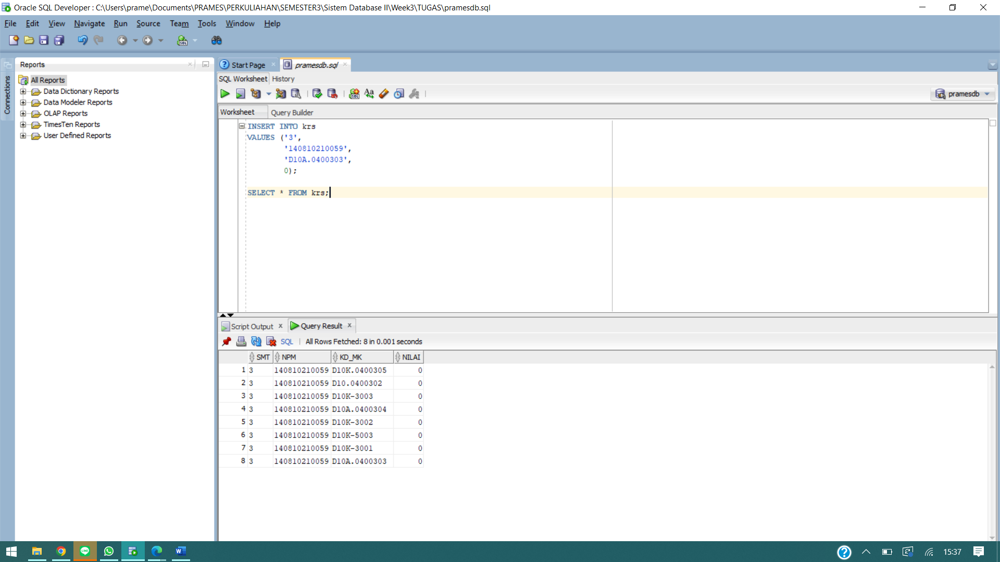 Oracle SQL Developer : C:\Users\prame\Documents\PRAMES\PERKULIAHAN\SEMESTER3\Sistem Database II\Week3\TUGAS\pramesdb.sql
File Edit View Navigate Run Source Team Tools Window Help
Connections
Reports
All Reports
Data Dictionary Reports
Data Modeler Reports
OLAP Reports
TimesTen Reports
User Defined Reports
Start Page pramesdb.sql
SQL Worksheet History
pramesdb
Worksheet Query Builder
INSERT INTO krs
VALUES ('3',
'140810210059',
'D10A.0400303',
0);
SELECT * FROM krs;
Script Output x Query Result x
SQL | All Rows Fetched: 8 in 0.001 seconds
SMT NPM KD_MK NILAI
1 3 140810210059 D10K.0400305 0
2 3 140810210059 D10.0400302 0
3 3 140810210059 D10K-3003 0
4 3 140810210059 D10A.0400304 0
5 3 140810210059 D10K-3002 0
6 3 140810210059 D10K-5003 0
7 3 140810210059 D10K-3001 0
8 3 140810210059 D10A.0400303 0
15:37